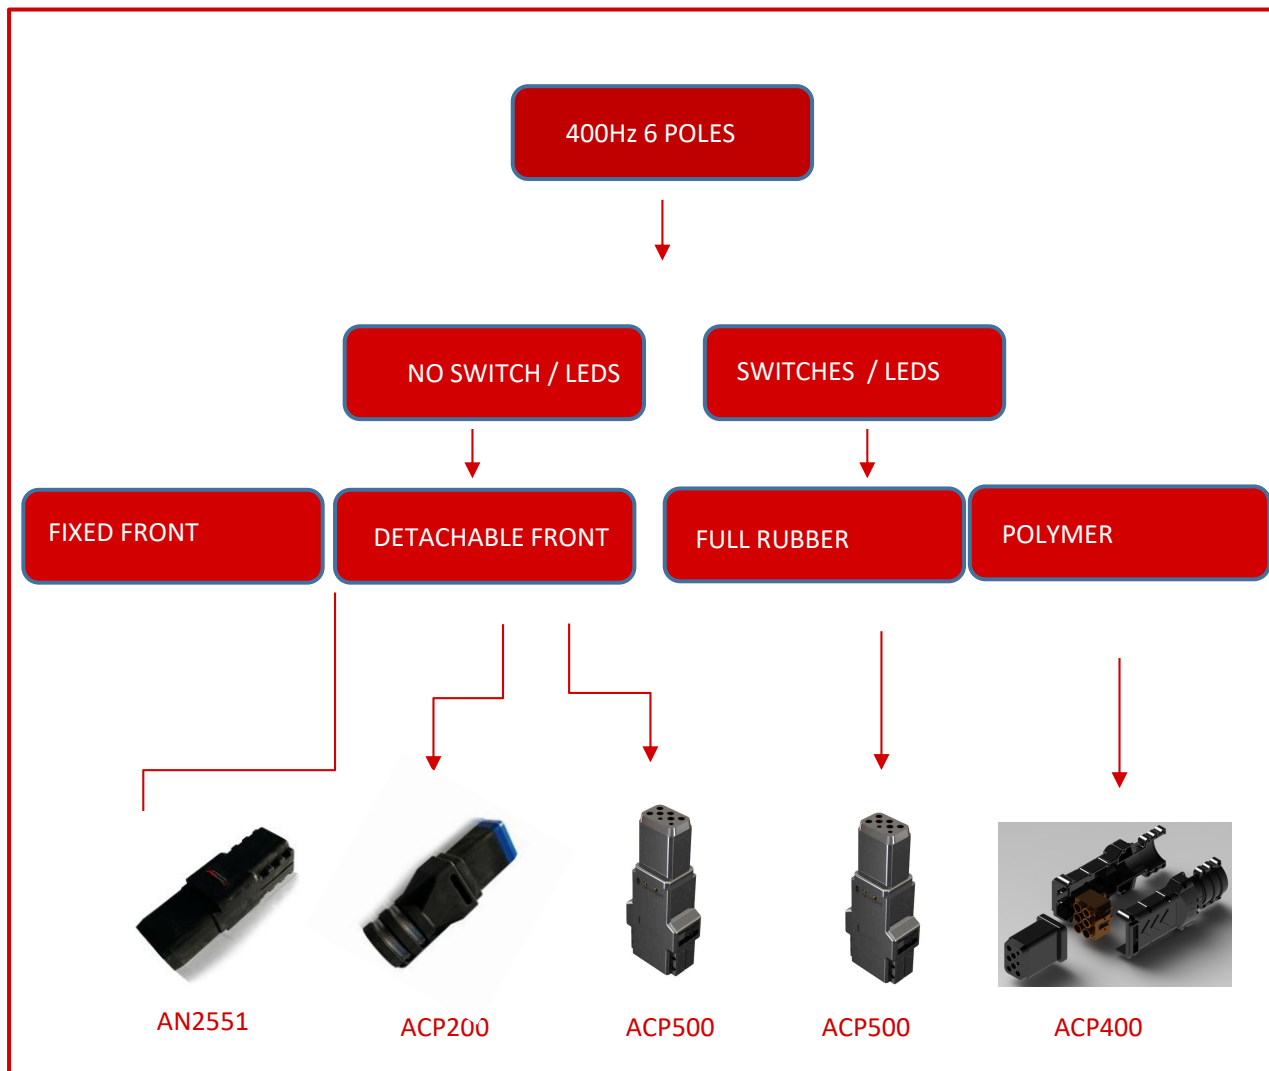 400Hz 6 POLES
NO SWITCH / LEDS
SWITCHES / LEDS
FIXED FRONT
DETACHABLE FRONT
FULL RUBBER
POLYMER
AN2551
ACP200
ACP500
ACP500
ACP400